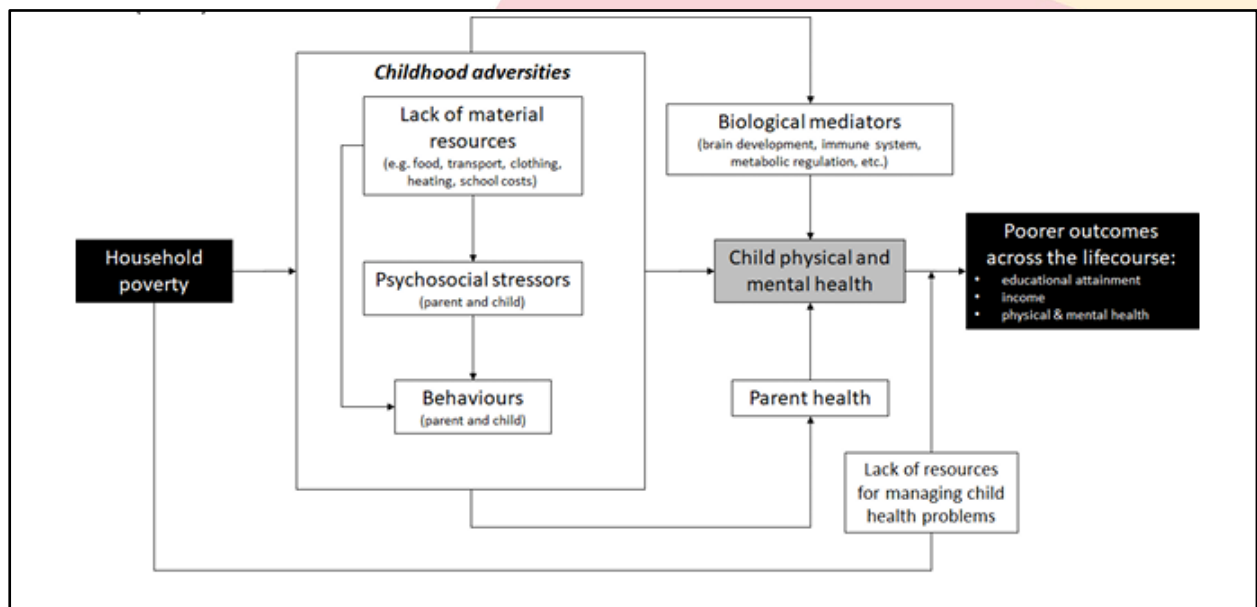 Childhood adversities
Lack of material
resources
(e.g. food, transport, clothing,
heating, school costs)
Psychosocial stressors
(parent and child)
Behaviours
(parent and child)
Household
poverty
Biological mediators
(brain development, immune system,
metabolic regulation, etc.)
Child physical and
mental health
Parent health
Lack of resources
for managing child
health problems
Poorer outcomes
across the lifecourse:
• educational attainment
• income
• physical & mental health